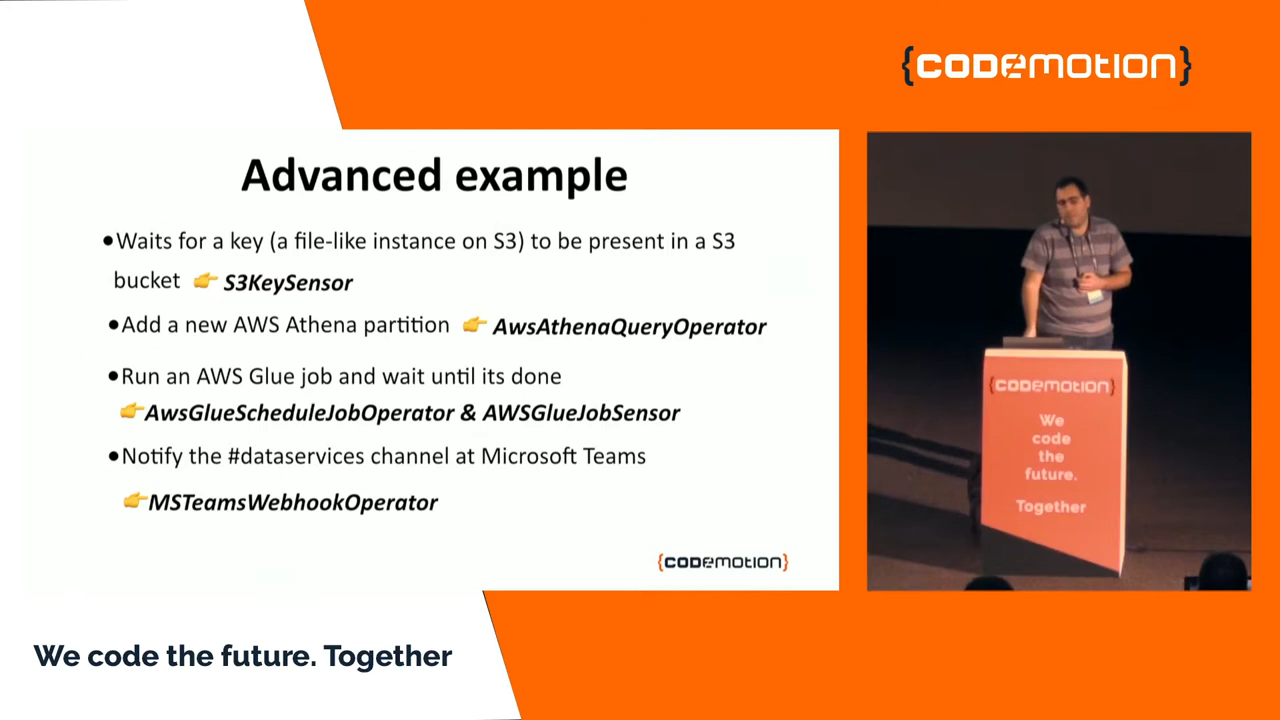 {CODEMOTION}
Advanced example
●Waits for a key (a file-like instance on S3) to be present in a S3
bucket 👉 S3KeySensor
●Add a new AWS Athena partition 👉 AwsAthenaQueryOperator
●Run an AWS Glue job and wait until its done
👉AwsGlueScheduleJobOperator & AWSGlueJobSensor
●Notify the #dataservices channel at Microsoft Teams
👉MSTeamsWebhookOperator
{CODEMOTION}
{CODEMOTION}
We
code
the
future.
Together
We code the future. Together